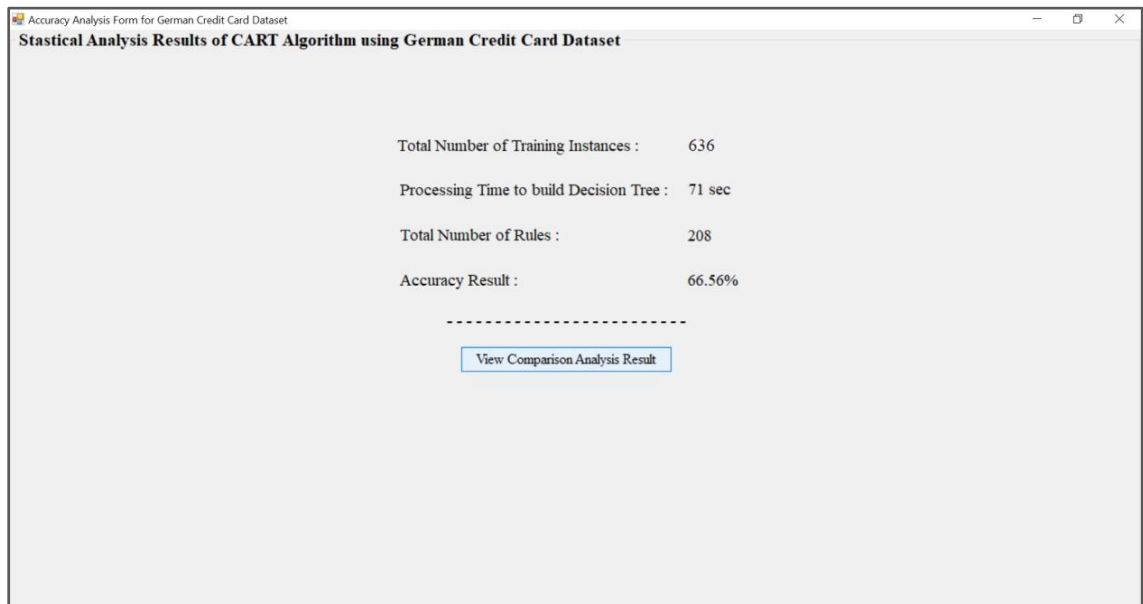 Accuracy Analysis Form for German Credit Card Dataset
Stastical Analysis Results of CART Algorithm using German Credit Card Dataset
Total Number of Training Instances : 636
Processing Time to build Decision Tree : 71 sec
Total Number of Rules : 208
Accuracy Result : 66.56%
- - - - - - - - - - - - - - - - - - - - - - - - -
View Comparison Analysis Result